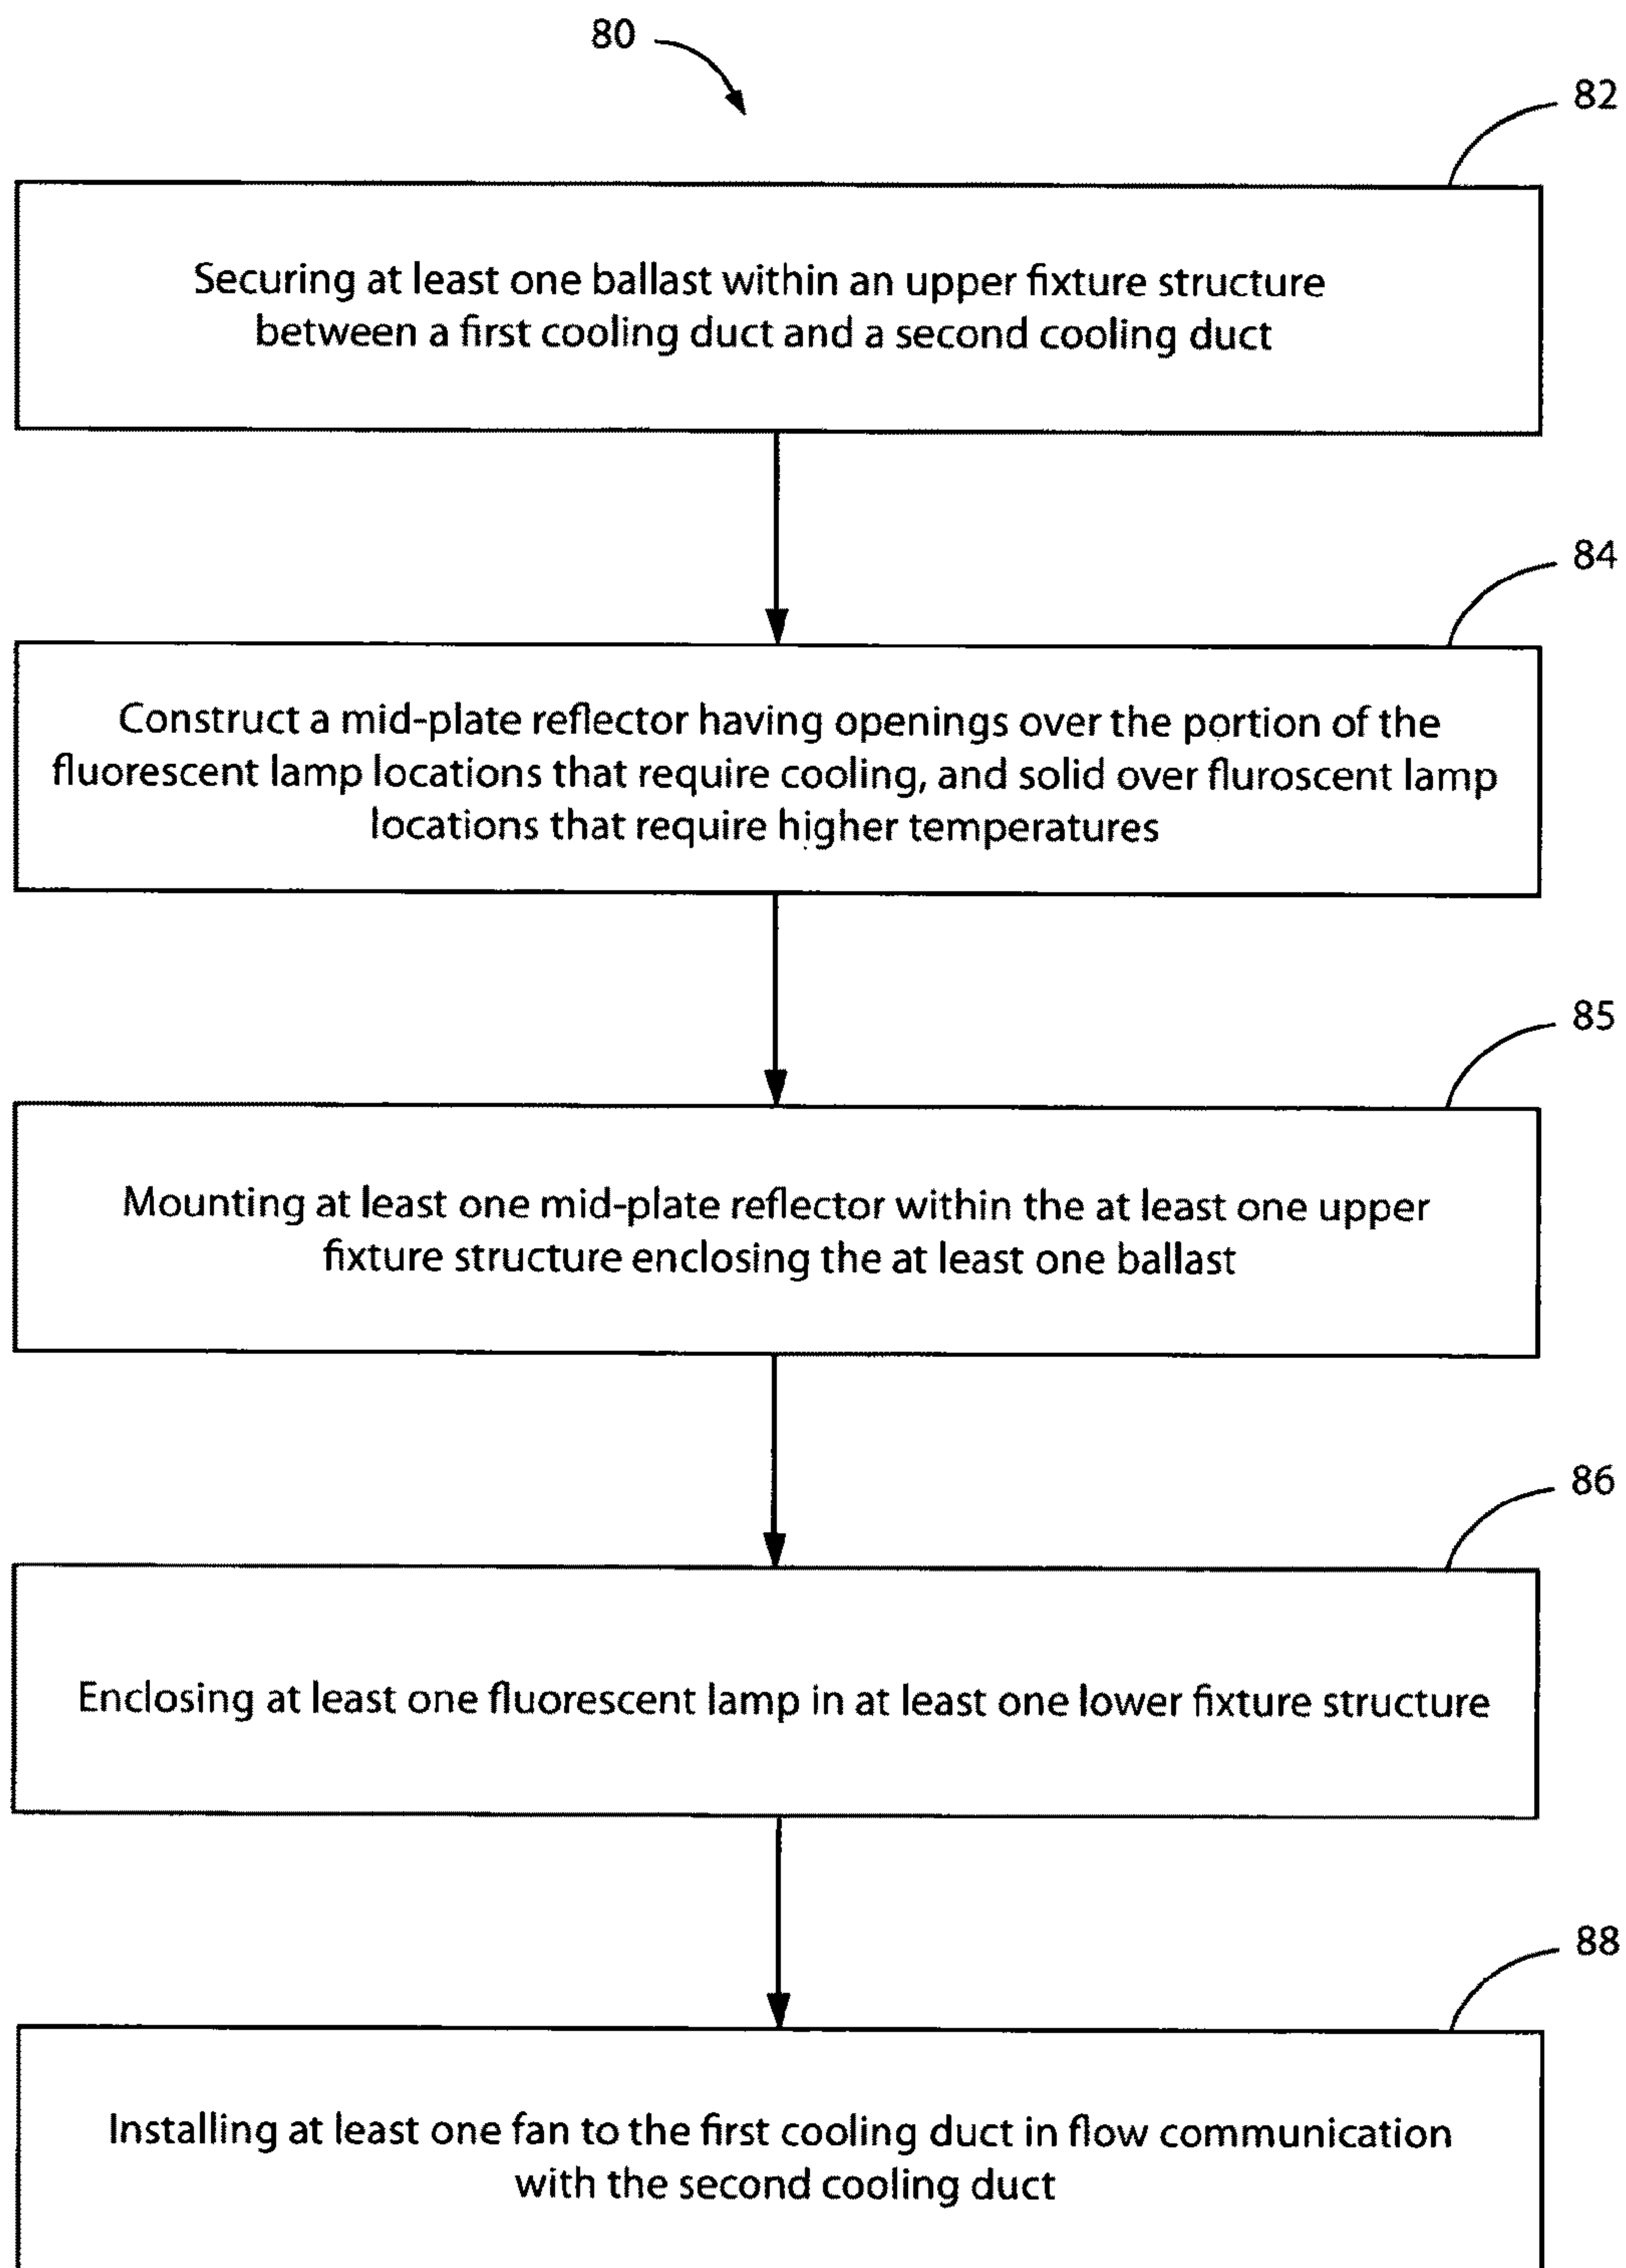 80
82
Securing at least one ballast within an upper fixture structure
between a first cooling duct and a second cooling duct
84
Construct a mid-plate reflector having openings over the portion of the
fluorescent lamp locations that require cooling, and solid over fluroscent lamp
locations that require higher temperatures
85
Mounting at least one mid-plate reflector within the at least one upper
fixture structure enclosing the at least one ballast
86
Enclosing at least one fluorescent lamp in at least one lower fixture structure
88
Installing at least one fan to the first cooling duct in flow communication
with the second cooling duct